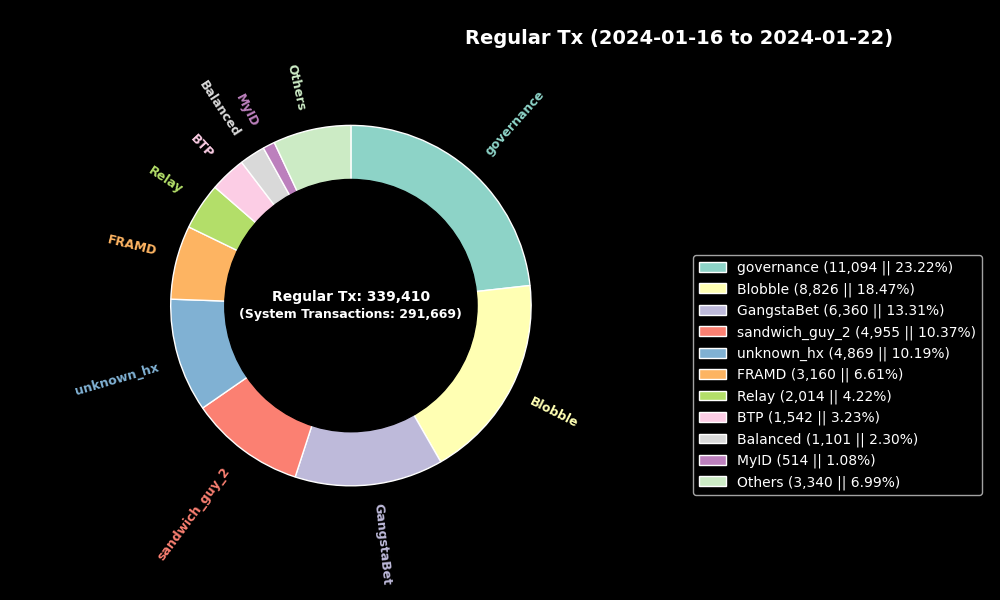 Regular Tx (2024-01-16 to 2024-01-22)
Others
MyID
Balanced
BTP
Relay
FRAMD
unknown_hx
sandwich_guy_2
GangstaBet
Blobble
governance
Regular Tx: 339,410
(System Transactions: 291,669)
governance (11,094 || 23.22%)
Blobble (8,826 || 18.47%)
GangstaBet (6,360 || 13.31%)
sandwich_guy_2 (4,955 || 10.37%)
unknown_hx (4,869 || 10.19%)
FRAMD (3,160 || 6.61%)
Relay (2,014 || 4.22%)
BTP (1,542 || 3.23%)
Balanced (1,101 || 2.30%)
MyID (514 || 1.08%)
Others (3,340 || 6.99%)